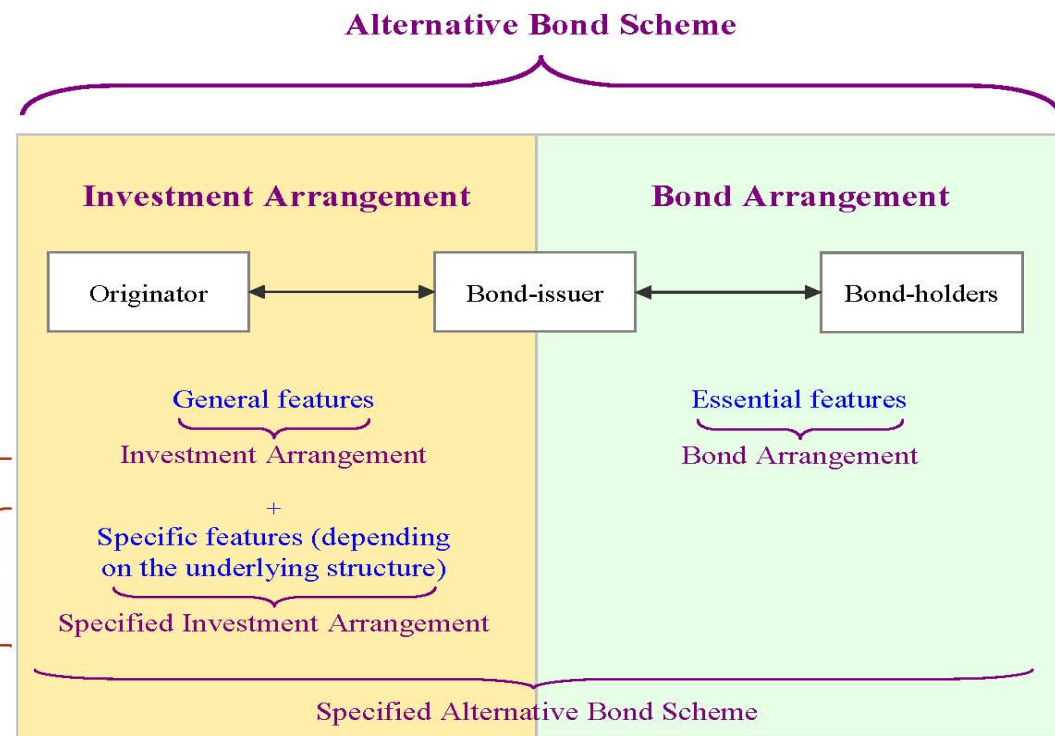 Alternative Bond Scheme
Investment Arrangement
Bond Arrangement
Originator
Bond-issuer
Bond-holders
General features
Investment Arrangement
Essential features
Bond Arrangement
+
Specific features (depending
on the underlying structure)
Specified Investment Arrangement
Specified Alternative Bond Scheme